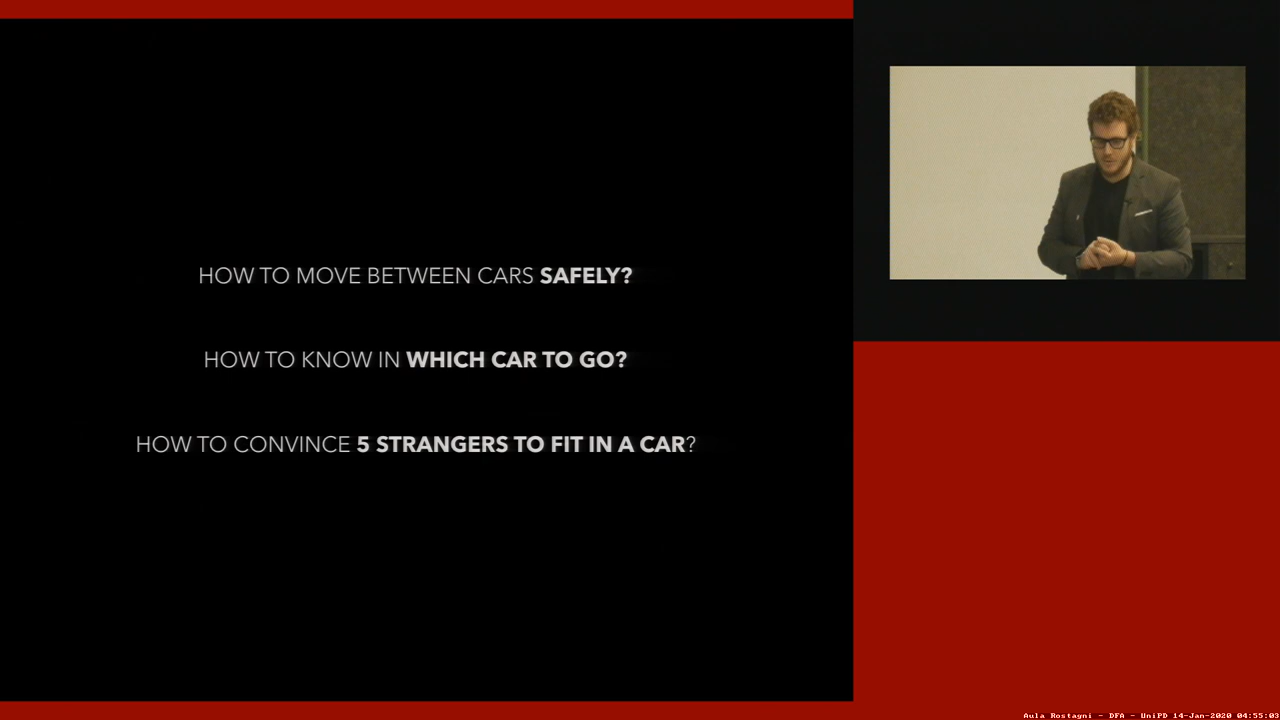 HOW TO MOVE BETWEEN CARS SAFELY?
HOW TO KNOW IN WHICH CAR TO GO?
HOW TO CONVINCE 5 STRANGERS TO FIT IN A CAR?
Aula Rostagni - DFA - UniPD 14-Jan-2020 04:55:03